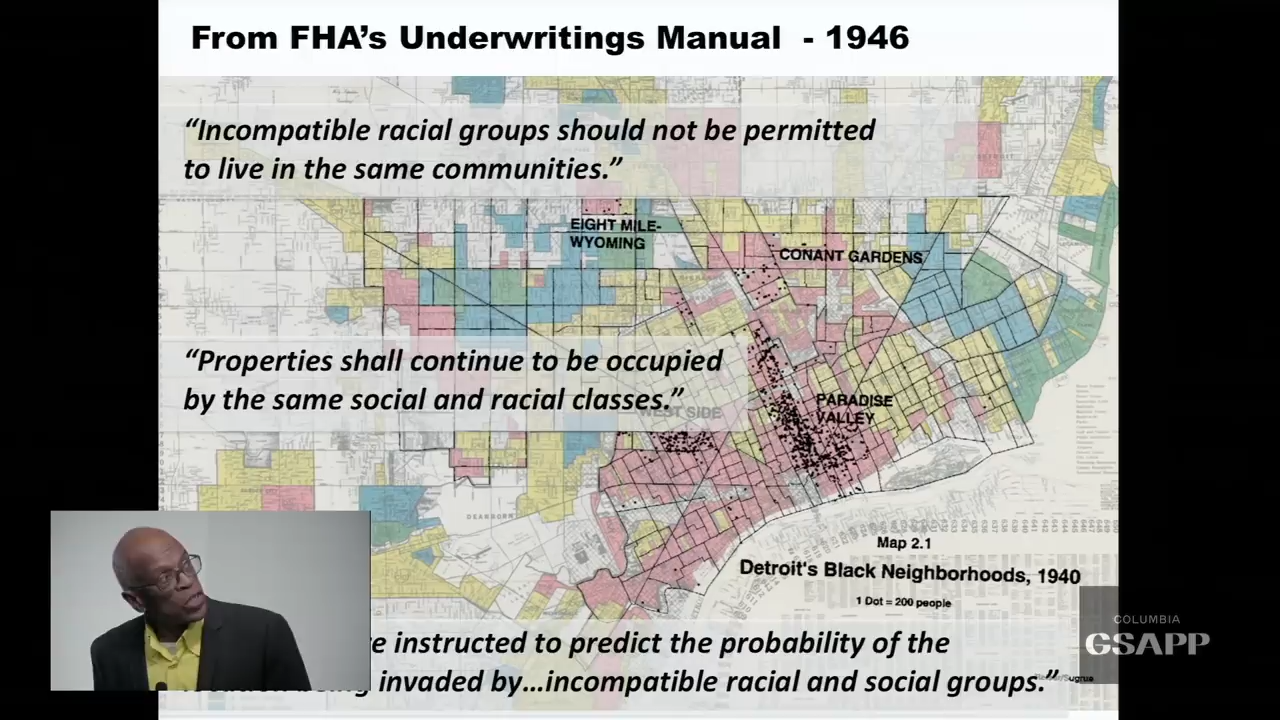 From FHA's Underwritings Manual - 1946
“Incompatible racial groups should not be permitted
to live in the same communities.”
EIGHT MILE-
WYOMING
CONANT GARDENS
“Properties shall continue to be occupied
by the same social and racial classes.”
WEST SIDE
PARADISE
VALLEY
DEARBORN
Map 2.1
Detroit's Black Neighborhoods, 1940
1 Dot = 200 people
COLUMBIA
GSAPP
re instructed to predict the probability of the
invaded by…incompatible racial and social groups.”